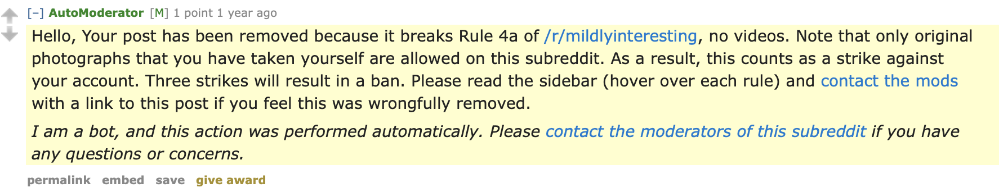 [–] AutoModerator [M] 1 point 1 year ago
Hello, Your post has been removed because it breaks Rule 4a of /r/mildlyinteresting, no videos. Note that only original
photographs that you have taken yourself are allowed on this subreddit. As a result, this counts as a strike against
your account. Three strikes will result in a ban. Please read the sidebar (hover over each rule) and contact the mods
with a link to this post if you feel this was wrongfully removed.
I am a bot, and this action was performed automatically. Please contact the moderators of this subreddit if you have
any questions or concerns.
permalink embed save give award